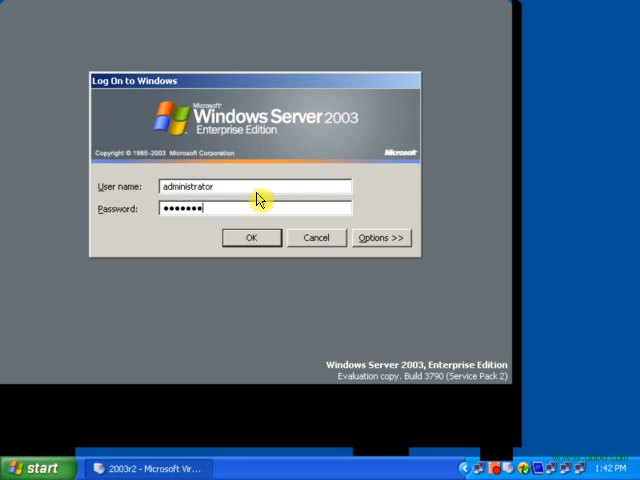 Log On to Windows
Microsoft
Windows Server 2003
Enterprise Edition
Copyright © 1985-2003 Microsoft Corporation
Microsoft
User name: administrator
Password: •••••••
OK Cancel Options >>
Windows Server 2003, Enterprise Edition
Evaluation copy. Build 3790 (Service Pack 2)
start 2003r2 - Microsoft Vir... 1:42 PM